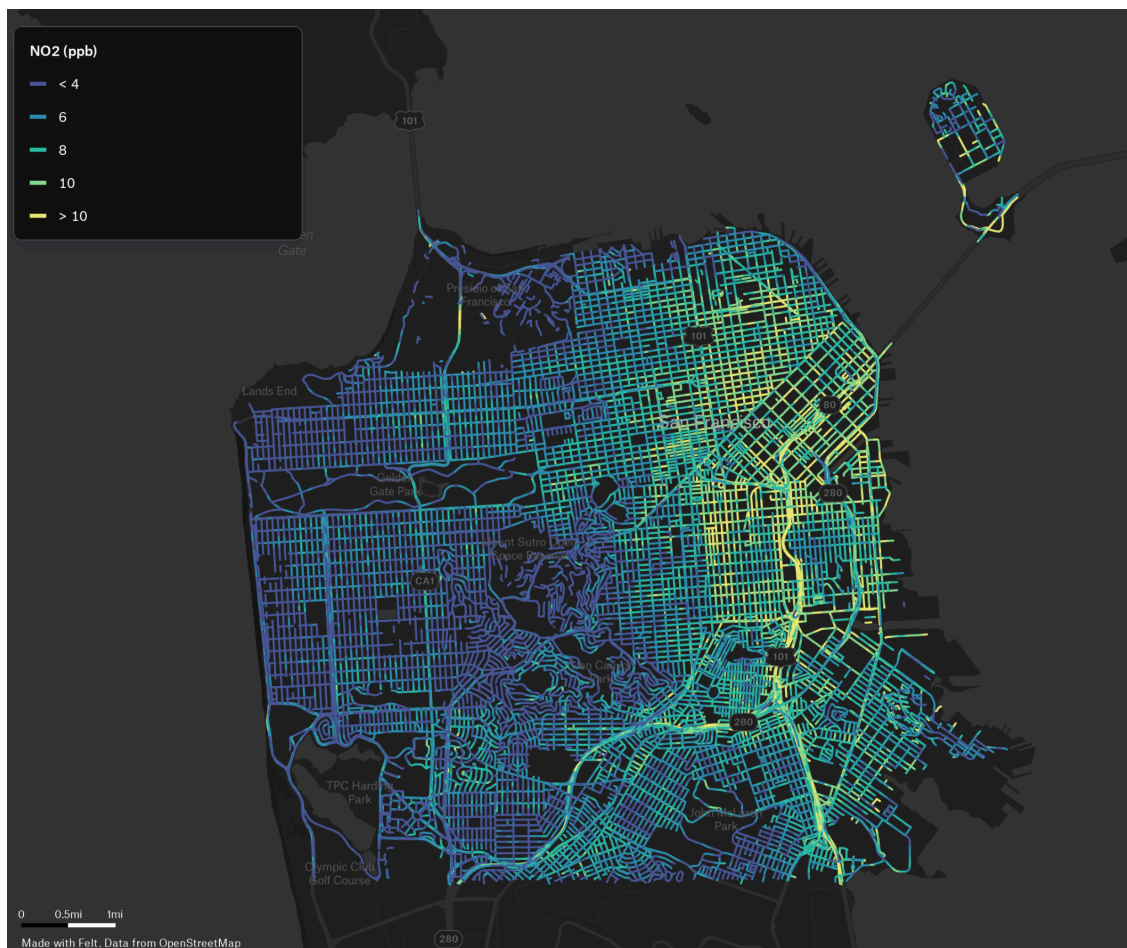 NO2 (ppb)
< 4
6
8
10
> 10
101
Gate
Presidio of San
Francisco
101
Lands End
80
San Francisco
Golden
Gate Park
280
Mount Sutro Open
Space Reserve
CA1
101
Glen Canyon
Park
280
TPC Harding
Park
John McLaren
Park
Olympic Club
Golf Course
0 0.5mi 1mi
280
Made with Felt. Data from OpenStreetMap